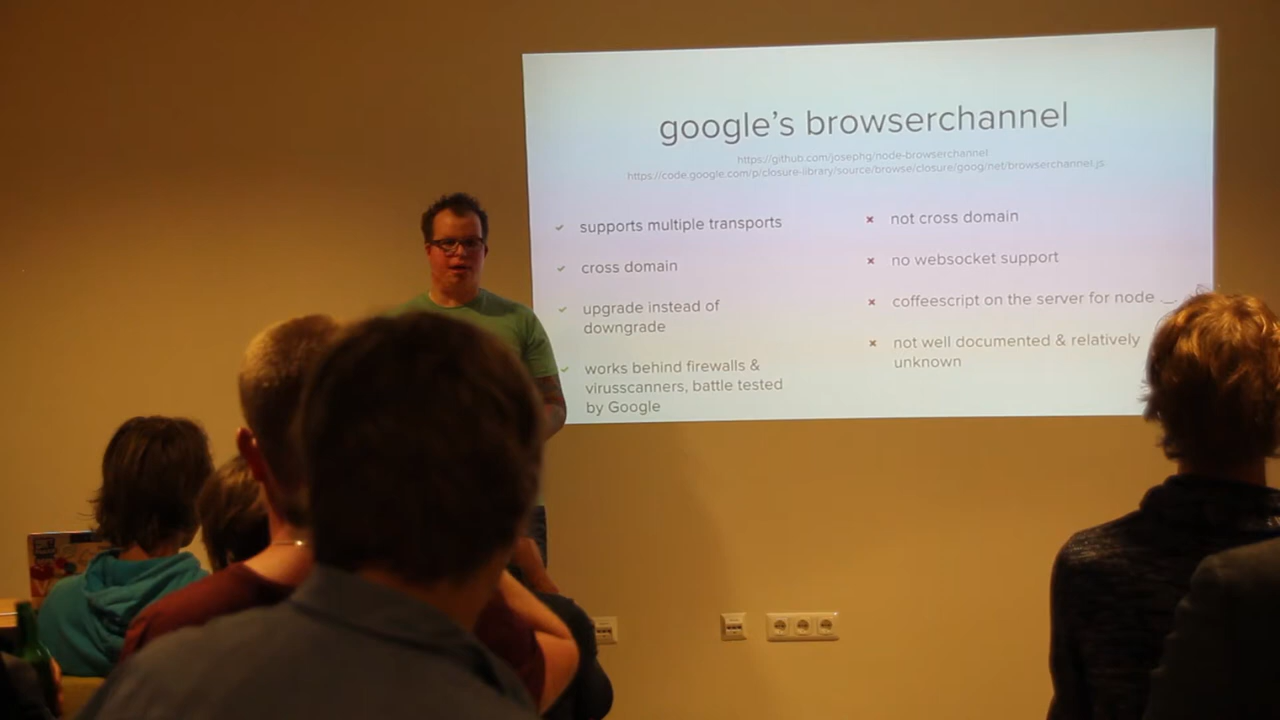 google's browserchannel
https://github.com/josephg/node-browserchannel
https://code.google.com/p/closure-library/source/browse/closure/goog/net/browserchannel.js
supports multiple transports
cross domain
upgrade instead of
downgrade
works behind firewalls &
virusscanners, battle tested
by Google
not cross domain
no websocket support
coffeescript on the server for node ._.
not well documented & relatively
unknown